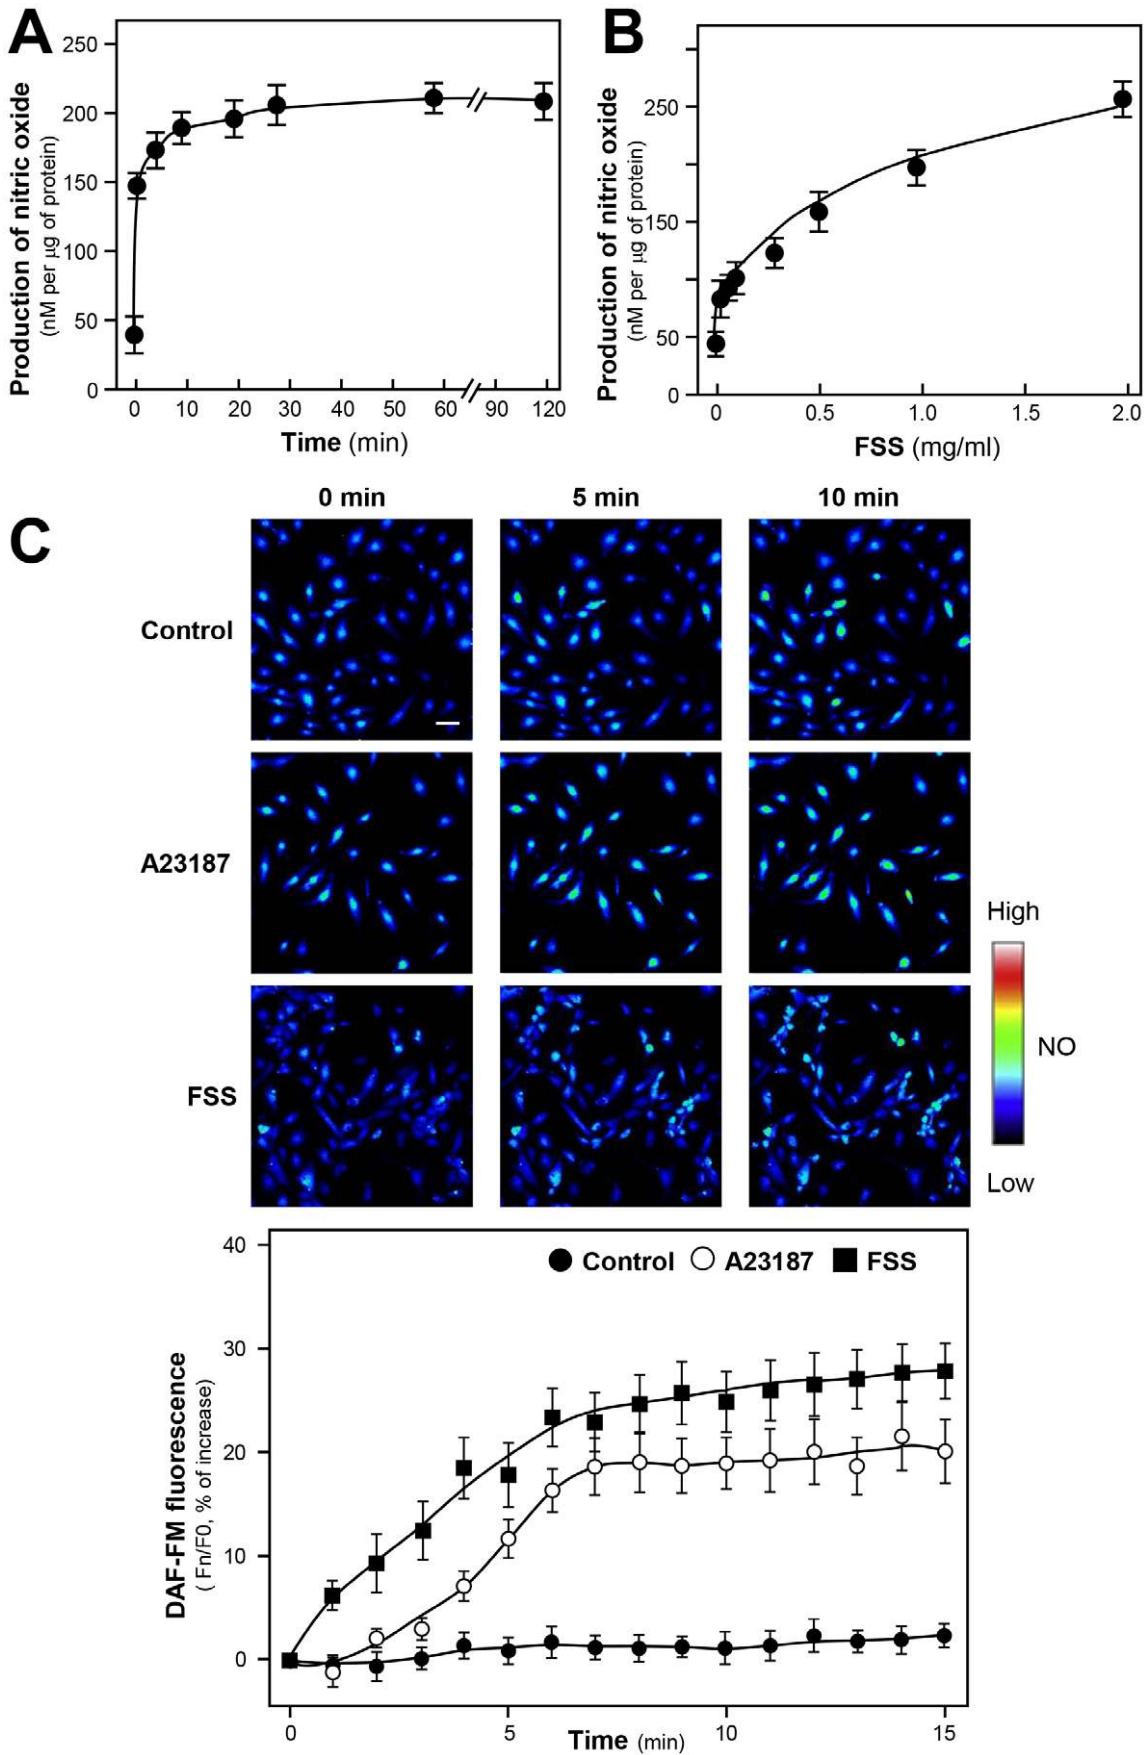 A
B
250
200
150
100
50
0
Production of nitric oxide
(nM per µg of protein)
0 10 20 30 40 50 60 90 120
Time (min)
250
150
50
0
Production of nitric oxide
(nM per µg of protein)
0 0.5 1.0 1.5 2.0
FSS (mg/ml)
C
0 min 5 min 10 min
Control
A23187
FSS
High
NO
Low
40
30
20
10
0
DAF-FM fluorescence
( Fn/F0, % of increase)
Control A23187 FSS
0 5 10 15
Time (min)